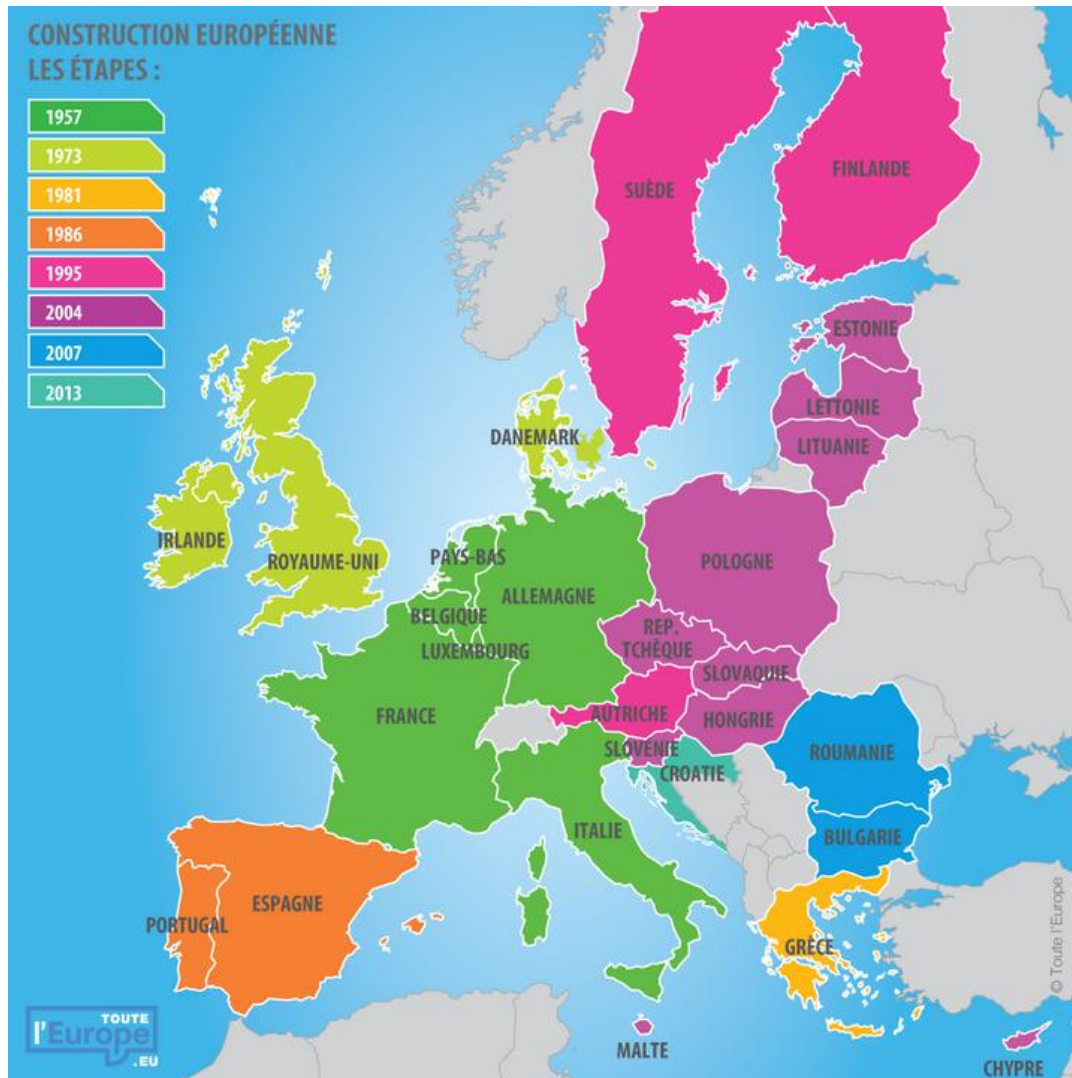 CONSTRUCTION EUROPÉENNE
LES ÉTAPES :
1957
1973
1981
1986
1995
2004
2007
2013
SUÈDE
FINLANDE
ESTONIE
LETTONIE
LITUANIE
DANEMARK
IRLANDE
ROYAUME-UNI
PAYS-BAS
BELGIQUE
LUXEMBOURG
ALLEMAGNE
POLOGNE
REP.
TCHÈQUE
SLOVAQUIE
FRANCE
AUTRICHE
HONGRIE
SLOVÉNIE
CROATIE
ROUMANIE
BULGARIE
ITALIE
PORTUGAL
ESPAGNE
GRÈCE
MALTE
CHYPRE
© Toute l'Europe
TOUTE
l'Europe
.EU